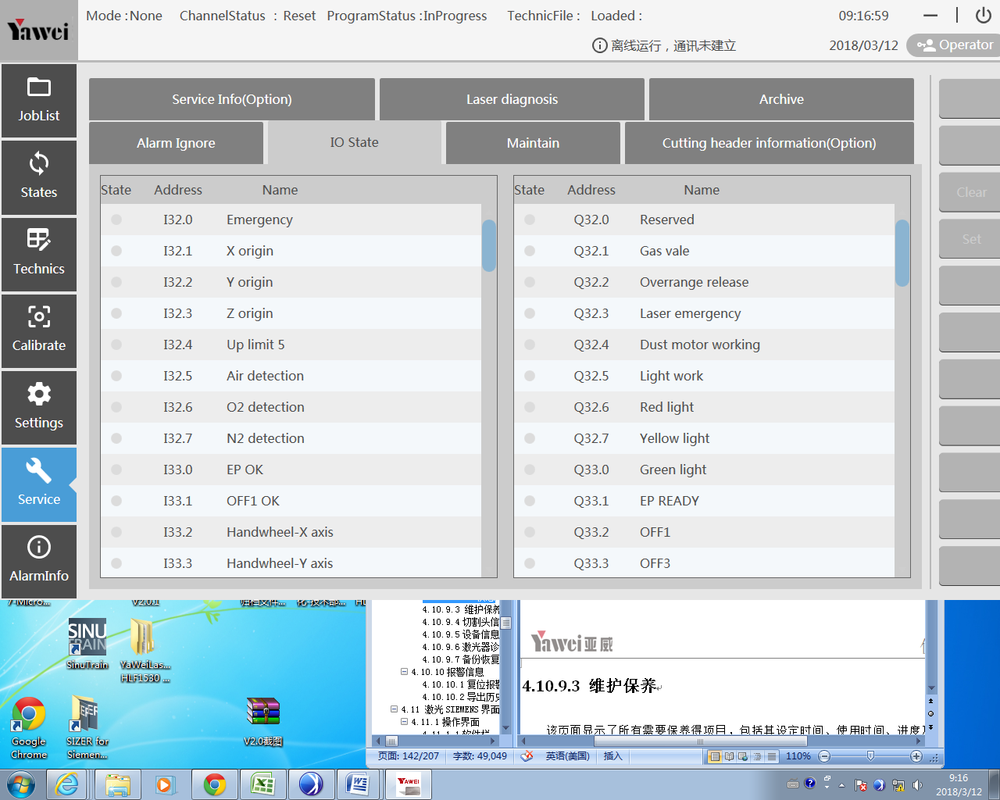 Yawei
Mode : None ChannelStatus : Reset ProgramStatus : InProgress TechnicFile : Loaded : 09:16:59
离线运行，通讯未建立 2018/03/12 Operator
JobList
States
Technics
Calibrate
Settings
Service
AlarmInfo
Service Info(Option) Laser diagnosis Archive
Alarm Ignore IO State Maintain Cutting header information(Option)
State Address Name
I32.0 Emergency
I32.1 X origin
I32.2 Y origin
I32.3 Z origin
I32.4 Up limit 5
I32.5 Air detection
I32.6 O2 detection
I32.7 N2 detection
I33.0 EP OK
I33.1 OFF1 OK
I33.2 Handwheel-X axis
I33.3 Handwheel-Y axis
State Address Name
Q32.0 Reserved
Q32.1 Gas vale
Q32.2 Overrange release
Q32.3 Laser emergency
Q32.4 Dust motor working
Q32.5 Light work
Q32.6 Red light
Q32.7 Yellow light
Q33.0 Green light
Q33.1 EP READY
Q33.2 OFF1
Q33.3 OFF3
Clear
Set
SINU
TRAIN
SinuTrain
YaWeiLas...
HLF1530 ...
Google
Chrome
SIZER for
Siemen...
V2.0截图
4.10.9.3 维护保养
4.10.9.4 切割头信
4.10.9.5 设备信息
4.10.9.6 激光器诊
4.10.9.7 备份恢复
4.10.10 报警信息
4.10.10.1 复位报警
4.10.10.2 导出历史
4.11 激光 SIEMENS 界面
4.11.1 操作界面
Yawei 亚威
4.10.9.3 维护保养
该页面显示了所有需要保养得项目，包括其设定时间、使用时间、进度
页面: 142/207 字数: 49,049 英语(美国) 插入 110%
YAWEI
9:16
2018/3/12